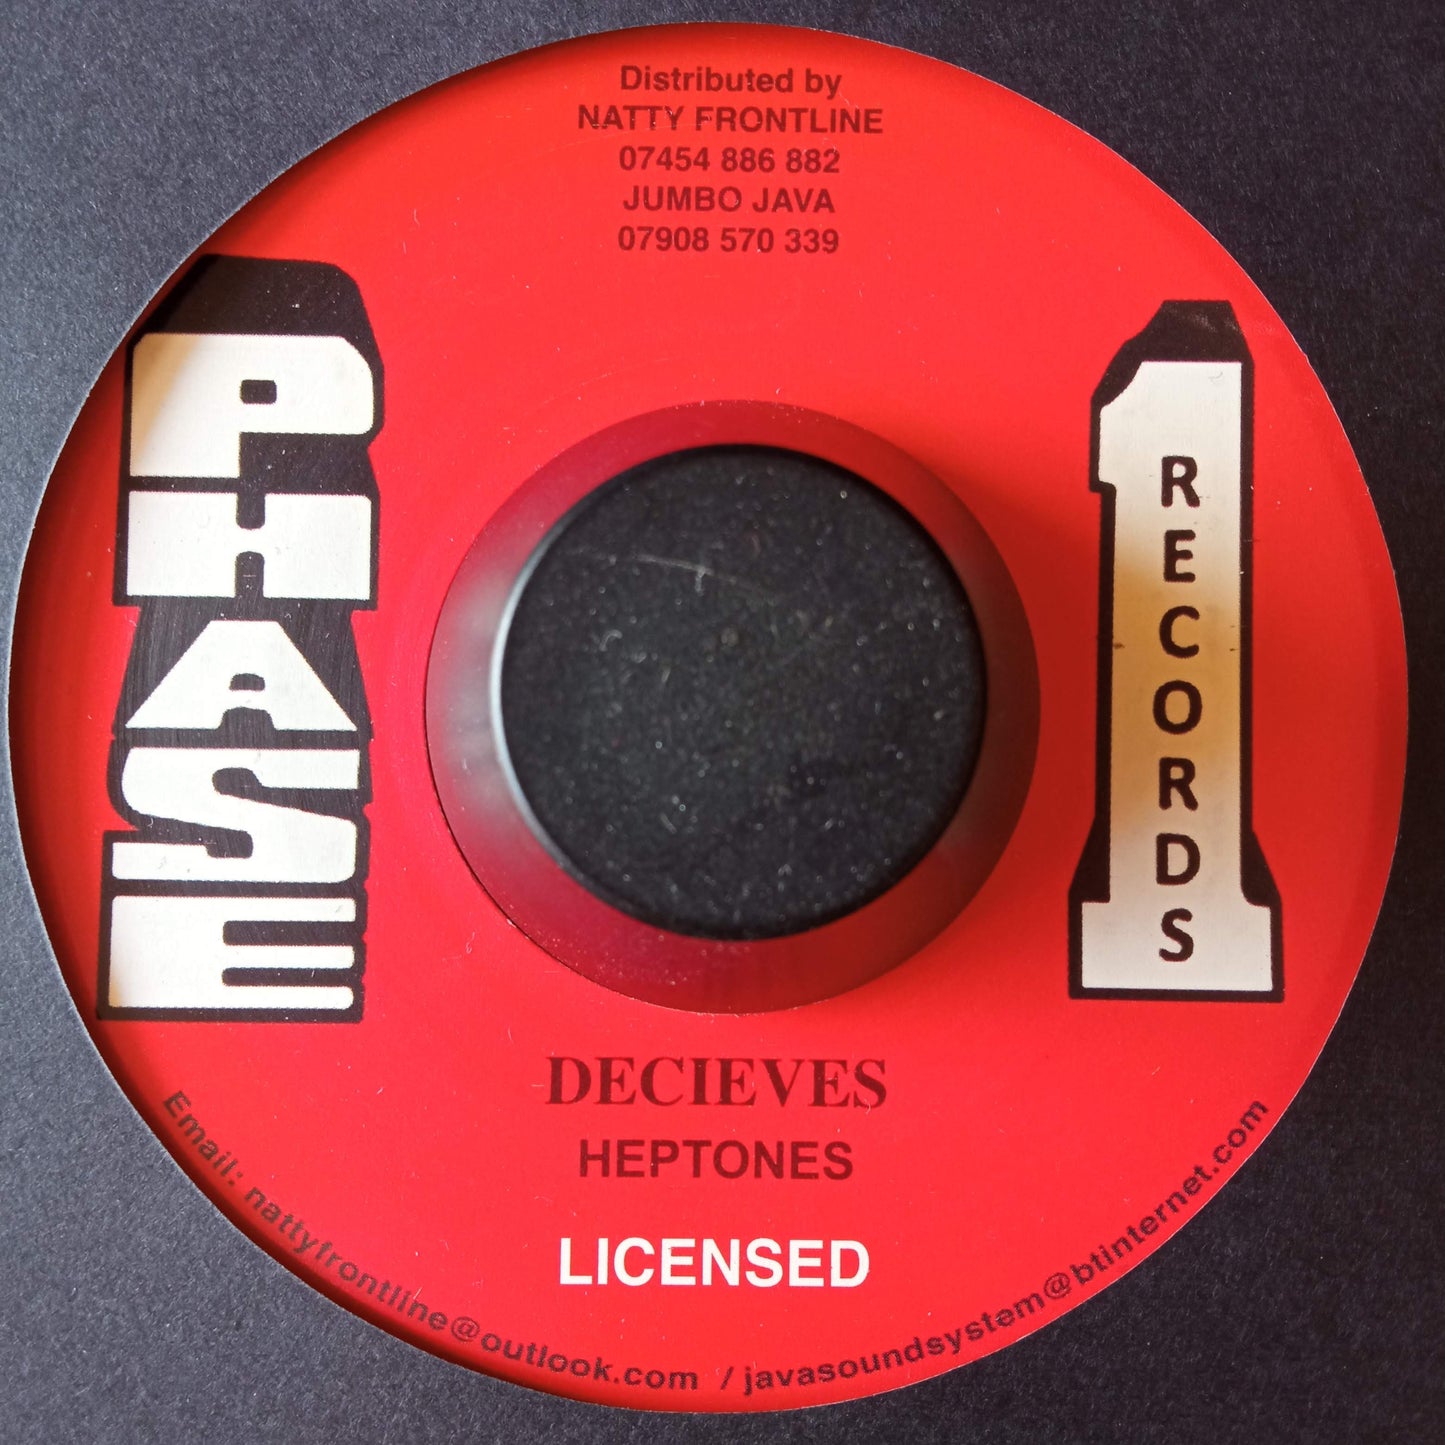 Distributed by
NATTY FRONTLINE
07454 886 882
JUMBO JAVA
07908 570 339
PHASE
1
RECORDS
DECIEVES
HEPTONES
LICENSED
Email: nattyfrontline@outlook.com / javasoundsystem@btinternet.com